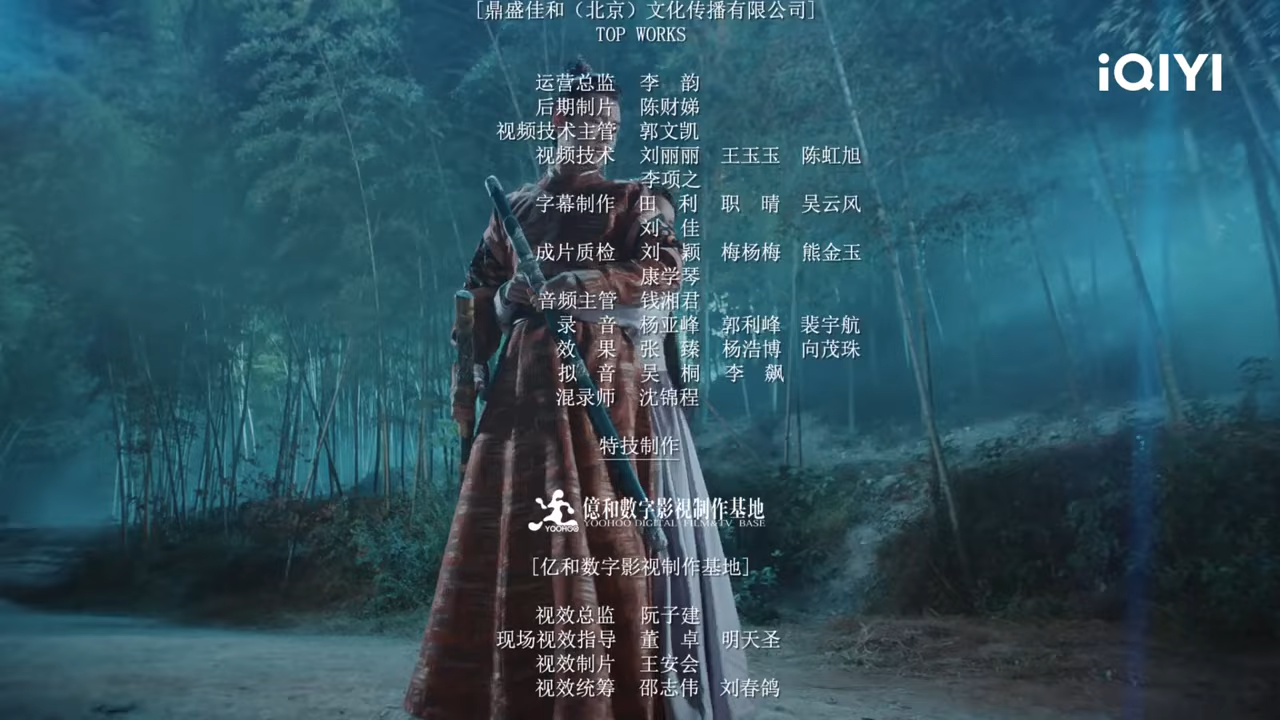 [鼎盛佳和（北京）文化传播有限公司]
TOP WORKS
iQIYI
运营总监 李 韵
后期制片 陈财娣
视频技术主管 郭文凯
视频技术 刘丽丽 王玉玉 陈虹旭
李项之
字幕制作 田 利 职 晴 吴云风
刘 佳
成片质检 刘 颖 梅杨梅 熊金玉
康学琴
音频主管 钱湘君
录 音 杨亚峰 郭利峰 裴宇航
效 果 张 臻 杨浩博 向茂珠
拟 音 吴 桐 李 飙
混录师 沈锦程
特技制作
億和數字影視制作基地
YOOHOO YOOHOO DIGITAL FILM&TV BASE
[亿和数字影视制作基地]
视效总监 阮子建
现场视效指导 董 卓 明天圣
视效制片 王安会
视效统筹 邵志伟 刘春鸽